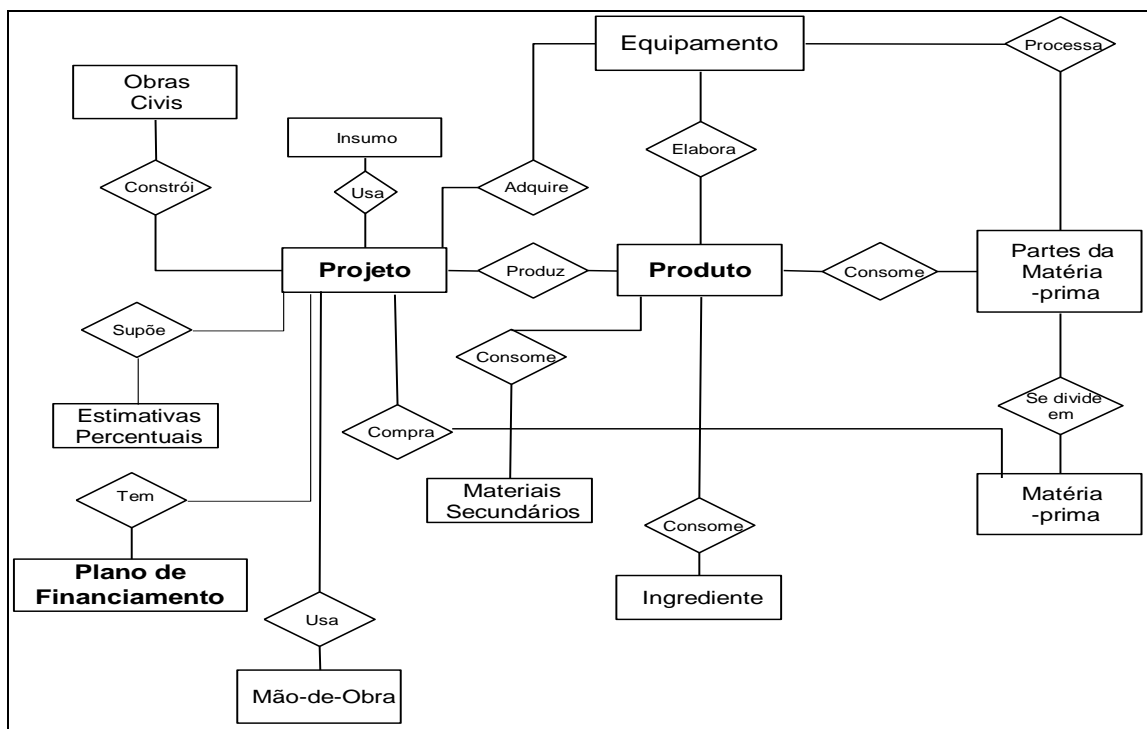 Equipamento
Processa
Obras
Civis
Insumo
Elabora
Constrói
Usa
Adquire
Projeto
Produz
Produto
Consome
Partes da
Matéria
-prima
Supõe
Consome
Estimativas
Percentuais
Compra
Se divide
em
Tem
Materiais
Secundários
Matéria
-prima
Consome
Plano de
Financiamento
Ingrediente
Usa
Mão-de-Obra